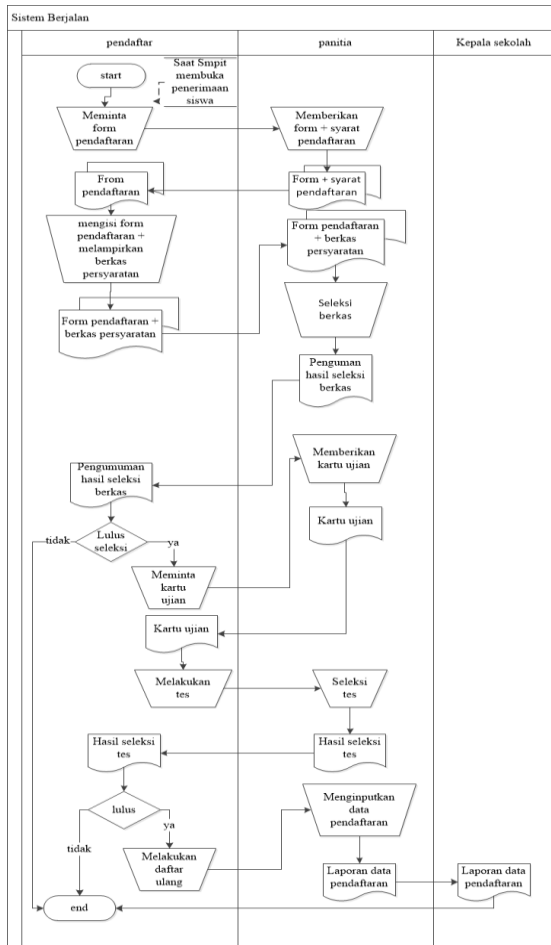 Sistem Berjalan
pendaftar
panitia
Kepala sekolah
start
Saat Smpit
membuka
penerimaan
siswa
Meminta
form
pendaftaran
Memberikan
form + syarat
pendaftaran
From
pendaftaran
Form + syarat
pendaftaran
mengisi form
pendaftaran +
melampirkan
berkas
persyaratan
Form pendaftaran
+ berkas
persyaratan
Form pendaftaran +
berkas persyaratan
Seleksi
berkas
Penguman
hasil seleksi
berkas
Memberikan
kartu ujian
Pengumuman
hasil seleksi
berkas
Kartu ujian
tidak
Lulus
seleksi
ya
Meminta
kartu
ujian
Kartu ujian
Melakukan
tes
Seleksi
tes
Hasil seleksi
tes
Hasil seleksi
tes
Menginputkan
data
pendaftaran
lulus
ya
tidak
Melakukan
daftar
ulang
Laporan data
pendaftaran
Laporan data
pendaftaran
end